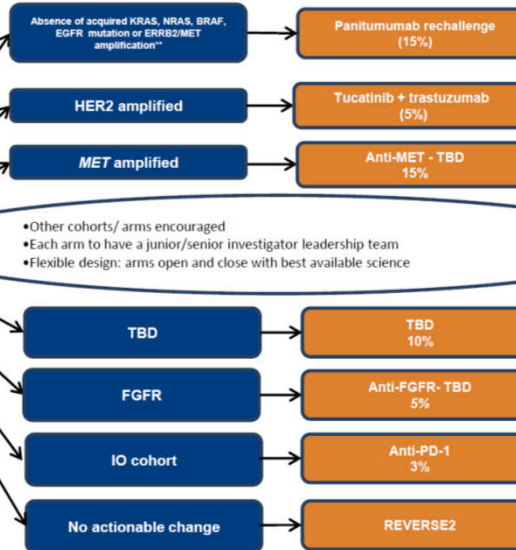 Absence of acquired KRAS, NRAS, BRAF,
EGFR mutation or ERRB2/MET
amplification**
Panitumumab rechallenge
(15%)
HER2 amplified
Tucatinib + trastuzumab
(5%)
MET amplified
Anti-MET - TBD
15%
•Other cohorts/ arms encouraged
•Each arm to have a junior/senior investigator leadership team
•Flexible design: arms open and close with best available science
TBD
TBD
10%
FGFR
Anti-FGFR- TBD
5%
IO cohort
Anti-PD-1
3%
No actionable change
REVERSE2